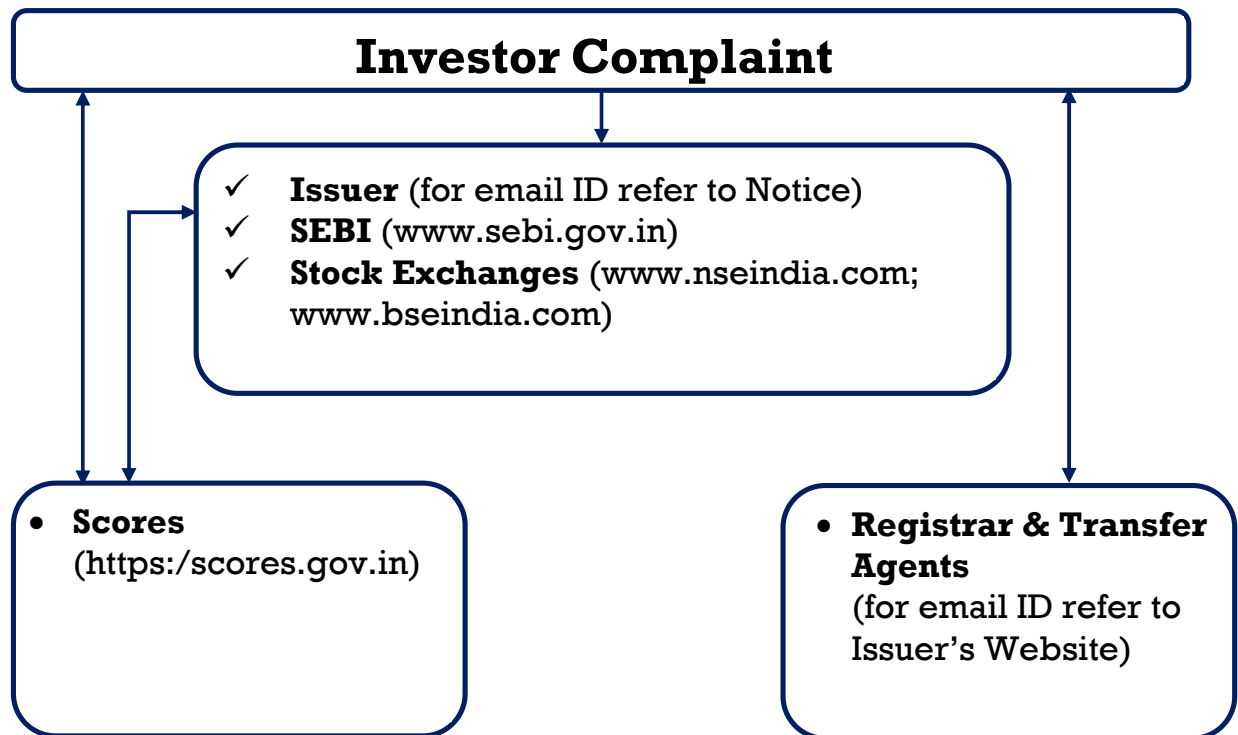 Investor Complaint
✓ Issuer (for email ID refer to Notice)
✓ SEBI (www.sebi.gov.in)
✓ Stock Exchanges (www.nseindia.com;
www.bseindia.com)
• Scores
(https:/scores.gov.in)
• Registrar & Transfer
Agents
(for email ID refer to
Issuer’s Website)